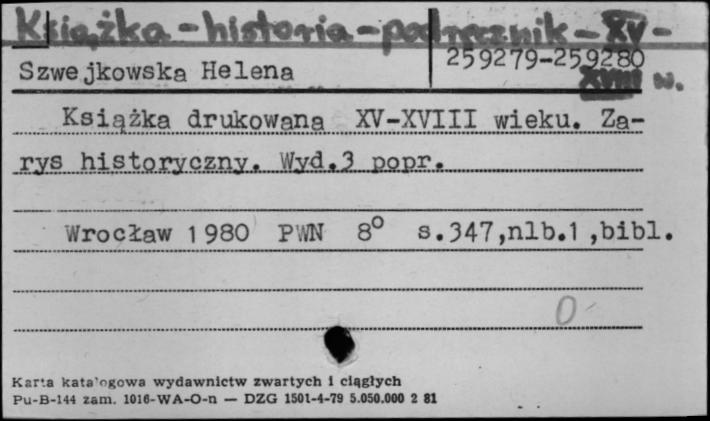 Książka - historia - podręcznik - XV -
XVIII w.
Szwejkowska Helena
259279-259280
Książka drukowana XV-XVIII wieku. Za-
rys historyczny. Wyd.3 popr.
Wrocław 1980 PWN 8° s.347,nlb.1,bibl.
0
Karta katalogowa wydawnictw zwartych i ciągłych
Pu-B-144 zam. 1016-WA-O-n — DZG 1501-4-79 5.050.000 2 81